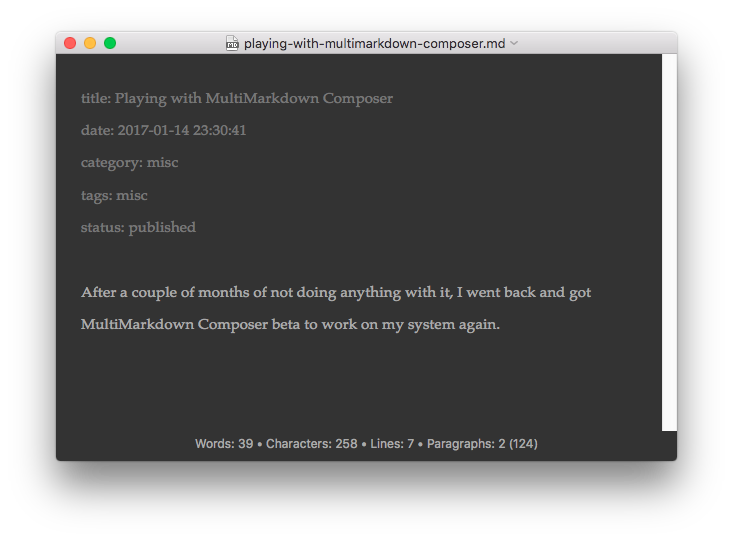 playing-with-multimarkdown-composer.md
title: Playing with MultiMarkdown Composer
date: 2017-01-14 23:30:41
category: misc
tags: misc
status: published
After a couple of months of not doing anything with it, I went back and got
MultiMarkdown Composer beta to work on my system again.
Words: 39 • Characters: 258 • Lines: 7 • Paragraphs: 2 (124)